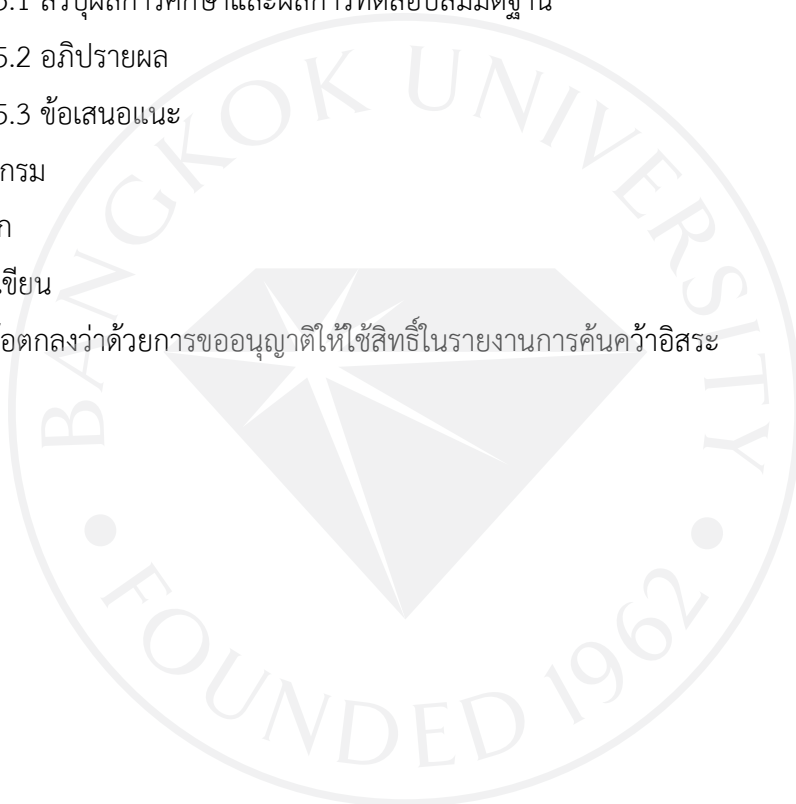 5.1 สรุปผลการศึกษาและผลการทดสอบสมมติฐาน
5.2 อภิปรายผล
5.3 ข้อเสนอแนะ
กรม
ก
เขียน
้อตกลงว่าด้วยการขออนุญาติให้ใช้สิทธิ์ในรายงานการค้นคว้าอิสระ
BANGKOK UNIVERSITY
FOUNDED 1962